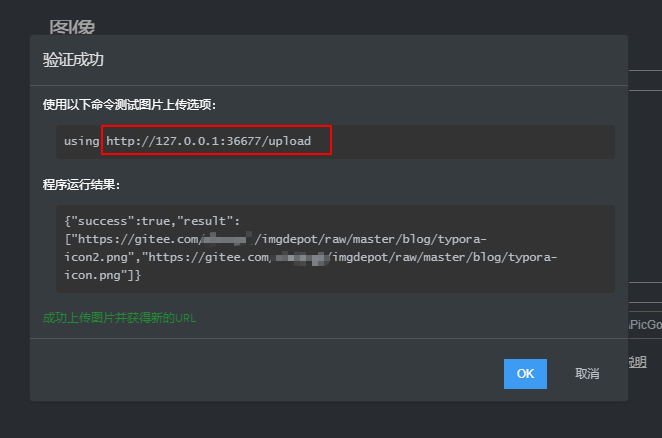 图像
验证成功
使用以下命令测试图片上传选项：
using http://127.0.0.1:36677/upload
程序运行结果：
{"success":true,"result":
["https://gitee.com/ /imgdepot/raw/master/blog/typora-
icon2.png","https://gitee.com/ /imgdepot/raw/master/blog/typora-
icon.png"]}
成功上传图片并获得新的URL
\PicGo
说明
OK
取消